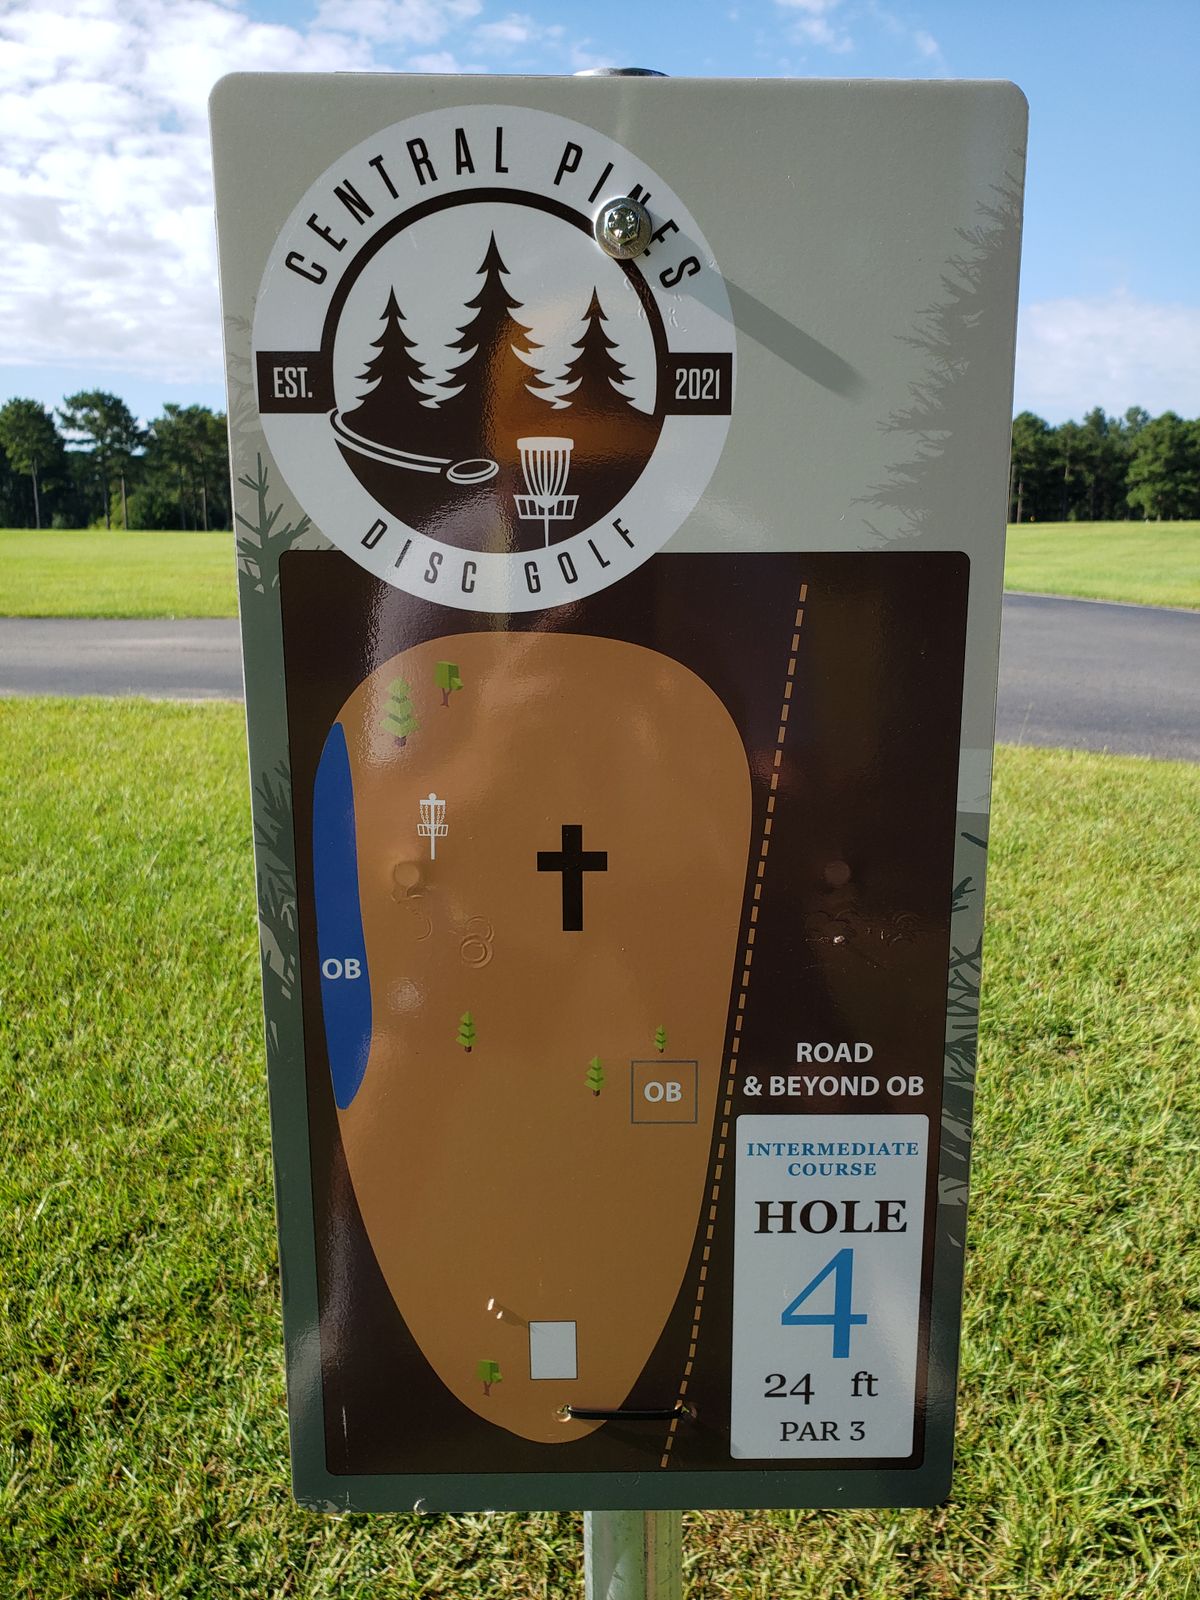 CENTRAL PINES
EST. 2021
DISC GOLF
OB
OB
ROAD
& BEYOND OB
INTERMEDIATE
COURSE
HOLE
4
24 ft
PAR 3